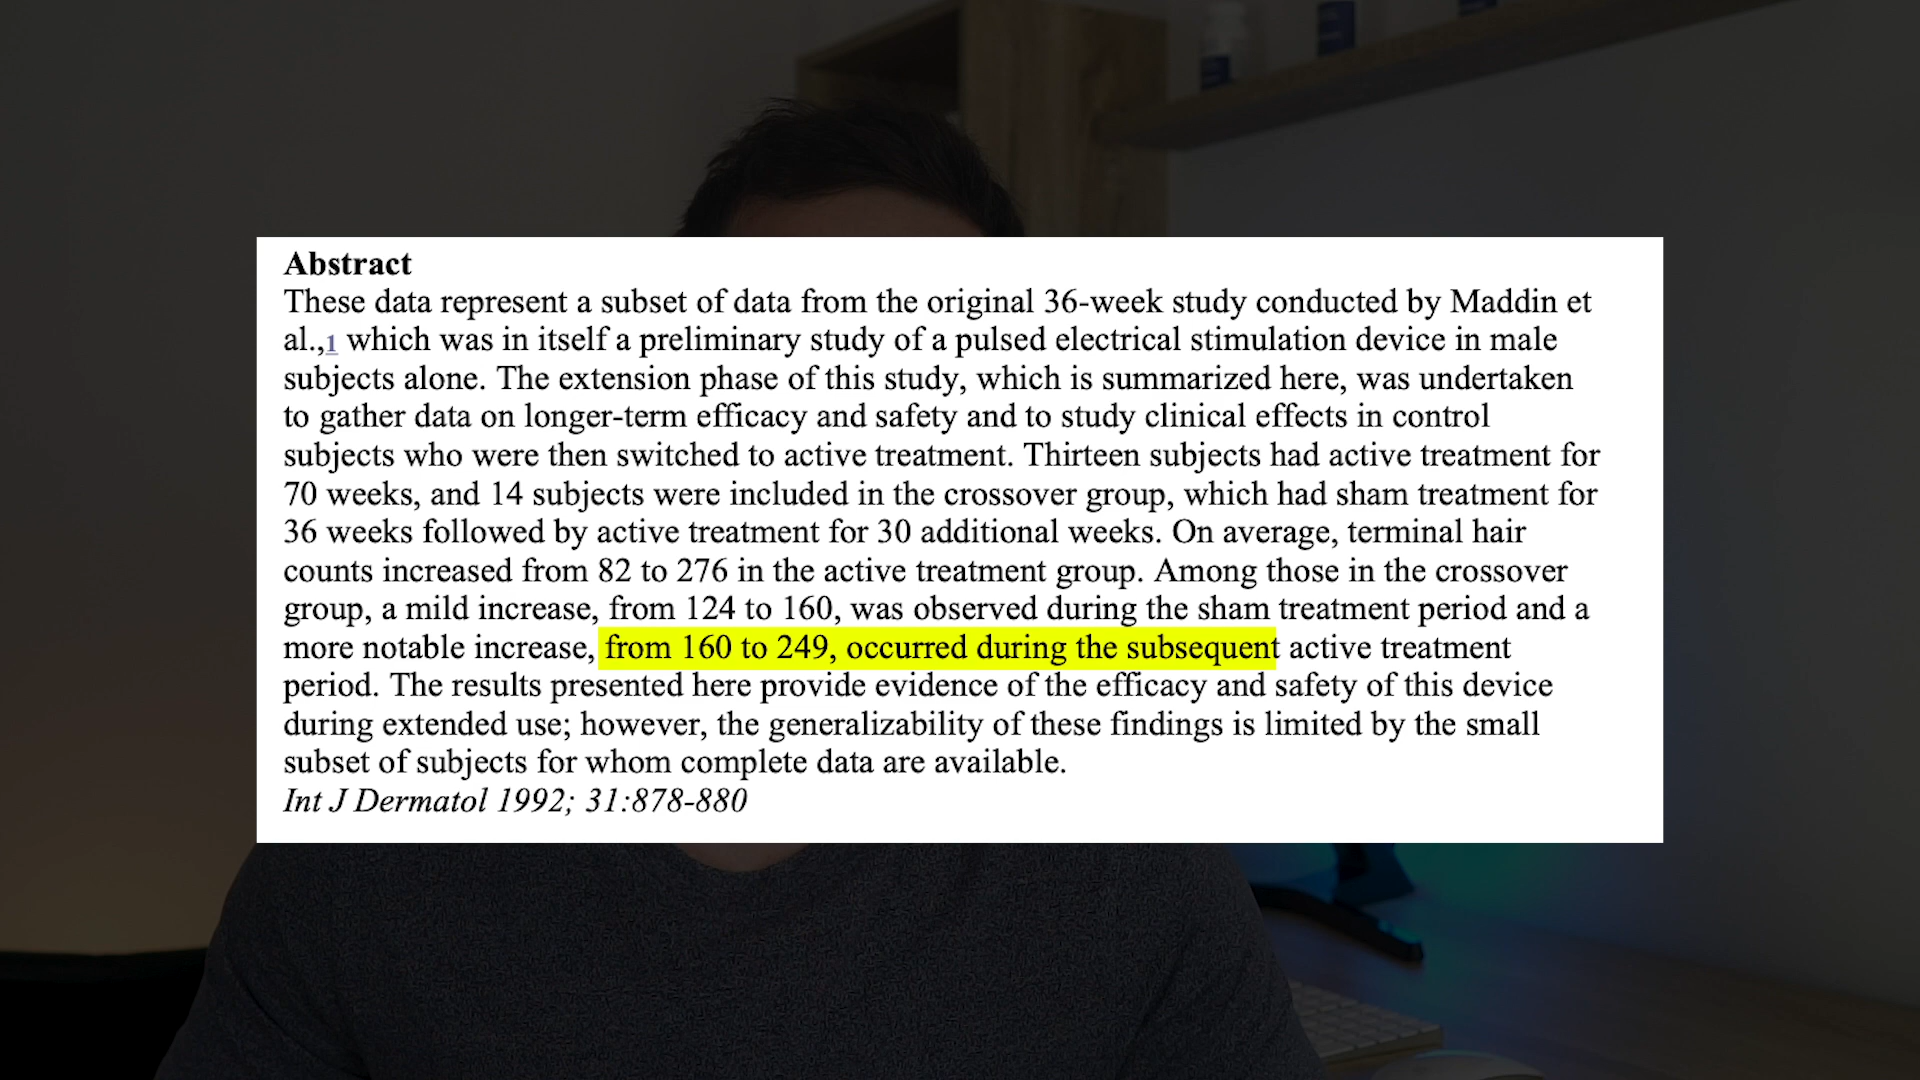 Abstract
These data represent a subset of data from the original 36-week study conducted by Maddin et
al.,1 which was in itself a preliminary study of a pulsed electrical stimulation device in male
subjects alone. The extension phase of this study, which is summarized here, was undertaken
to gather data on longer-term efficacy and safety and to study clinical effects in control
subjects who were then switched to active treatment. Thirteen subjects had active treatment for
70 weeks, and 14 subjects were included in the crossover group, which had sham treatment for
36 weeks followed by active treatment for 30 additional weeks. On average, terminal hair
counts increased from 82 to 276 in the active treatment group. Among those in the crossover
group, a mild increase, from 124 to 160, was observed during the sham treatment period and a
more notable increase, from 160 to 249, occurred during the subsequent active treatment
period. The results presented here provide evidence of the efficacy and safety of this device
during extended use; however, the generalizability of these findings is limited by the small
subset of subjects for whom complete data are available.
Int J Dermatol 1992; 31:878-880